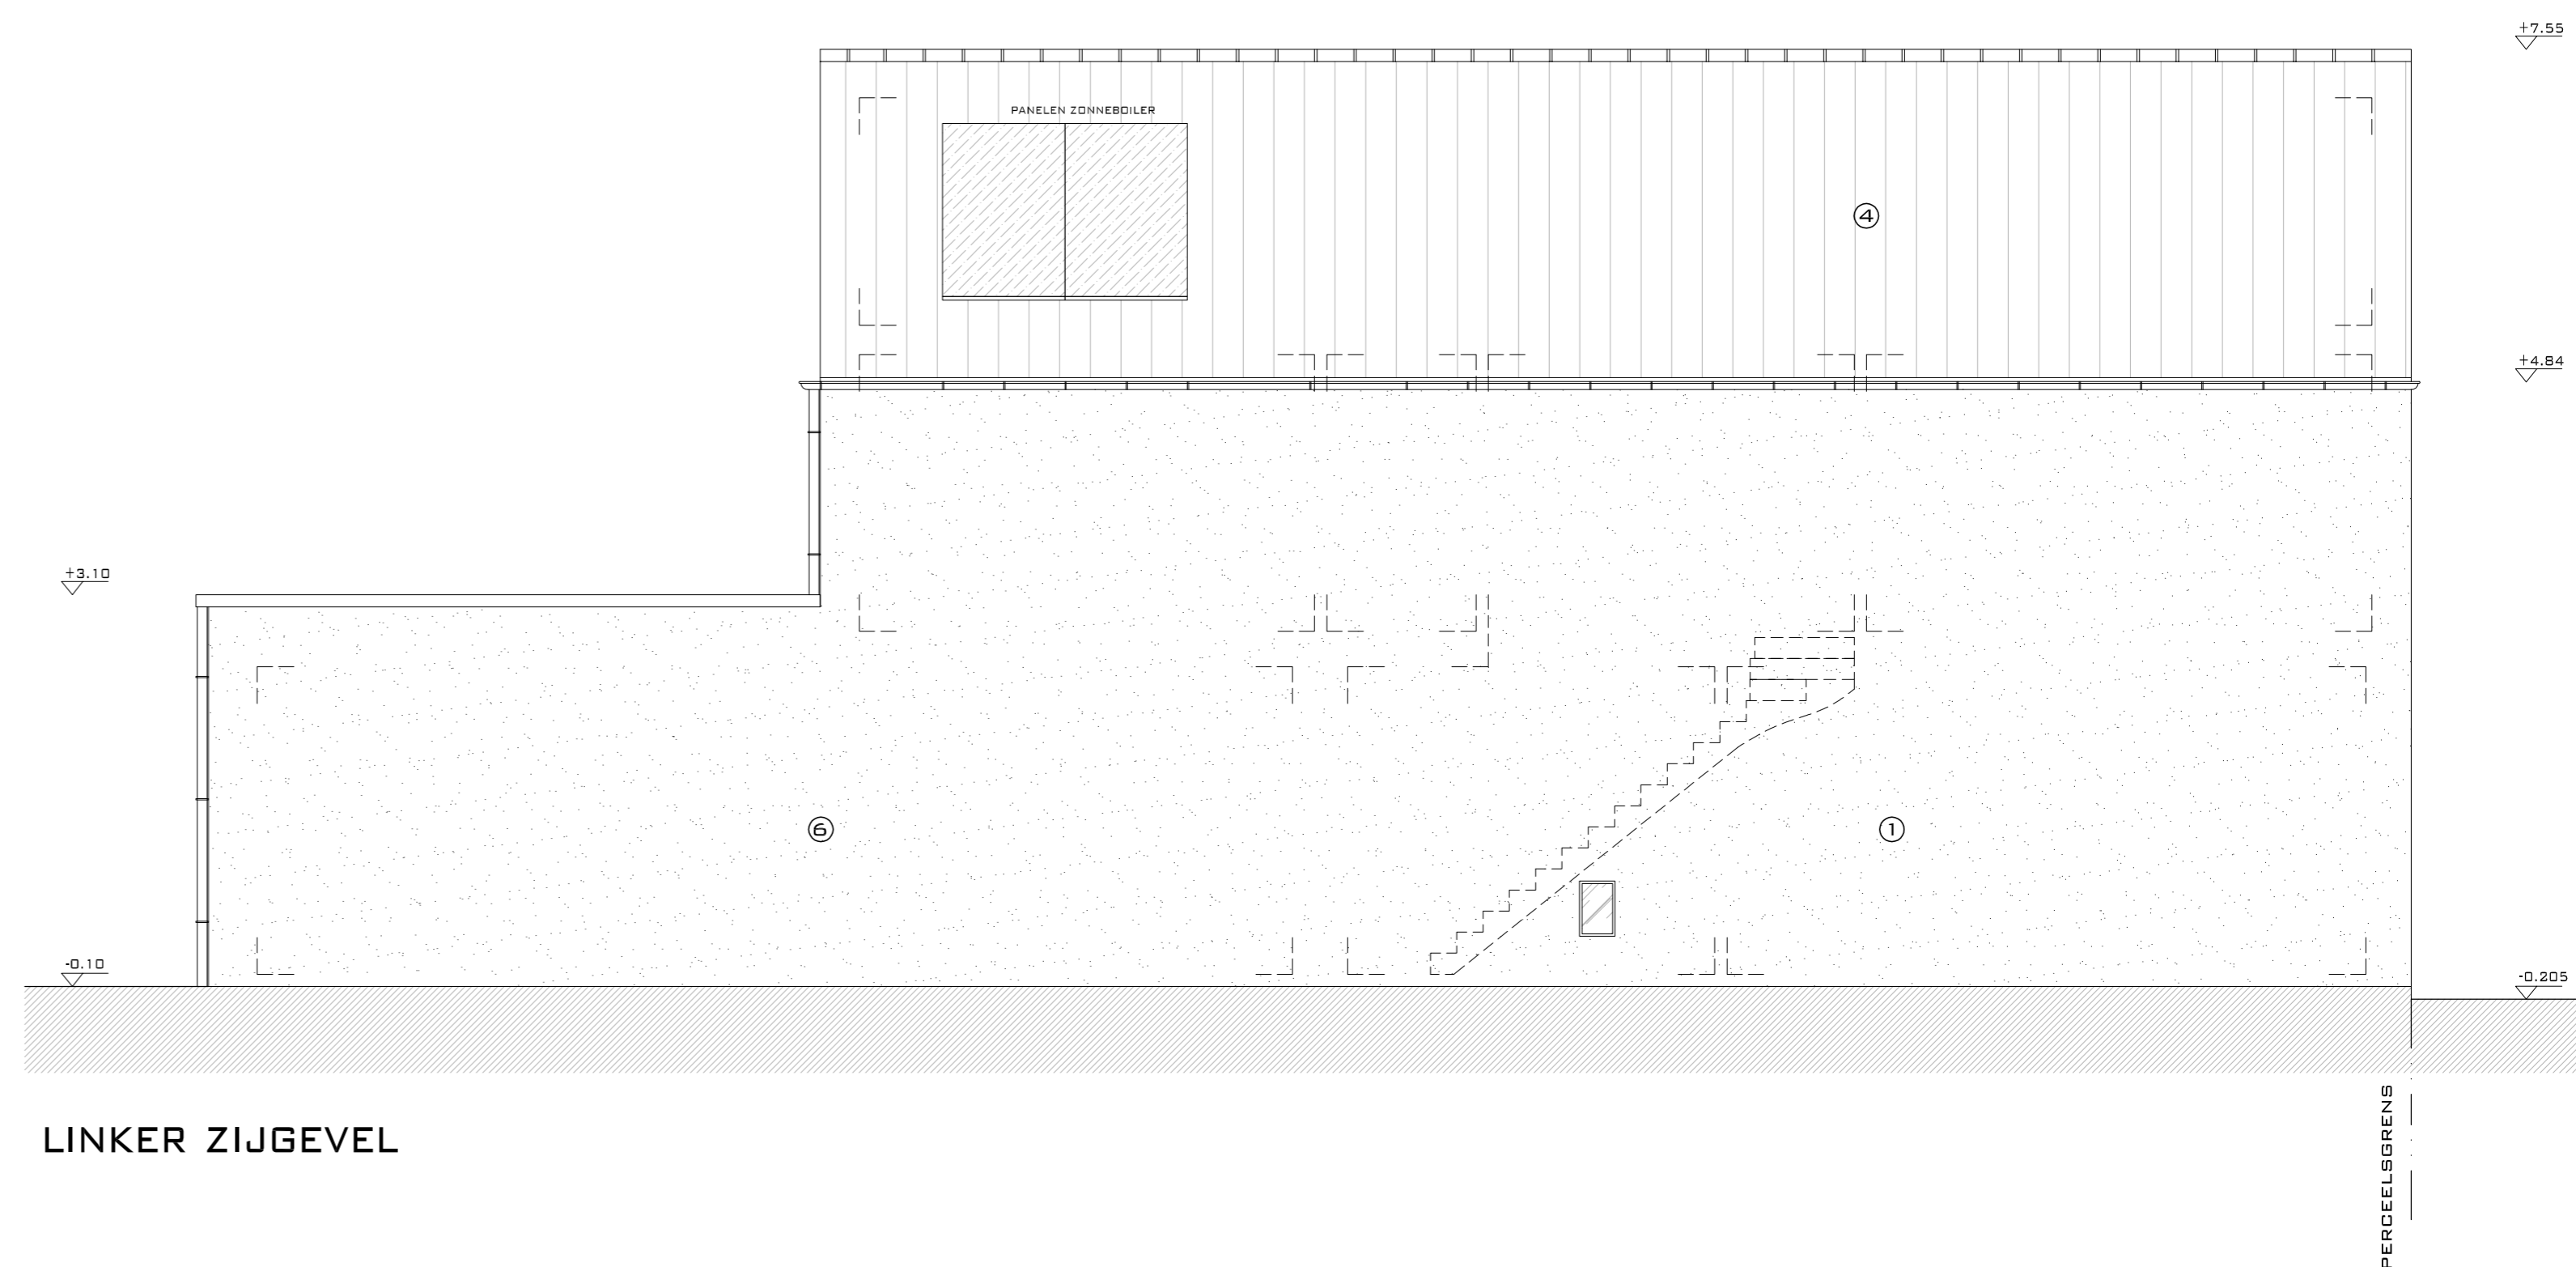 +7.55
PANELEN ZONNEBOILER
4
+4.84
+3.10
6
1
-0.10
-0.205
LINKER ZIJGEVEL
PERCEELSGRENS